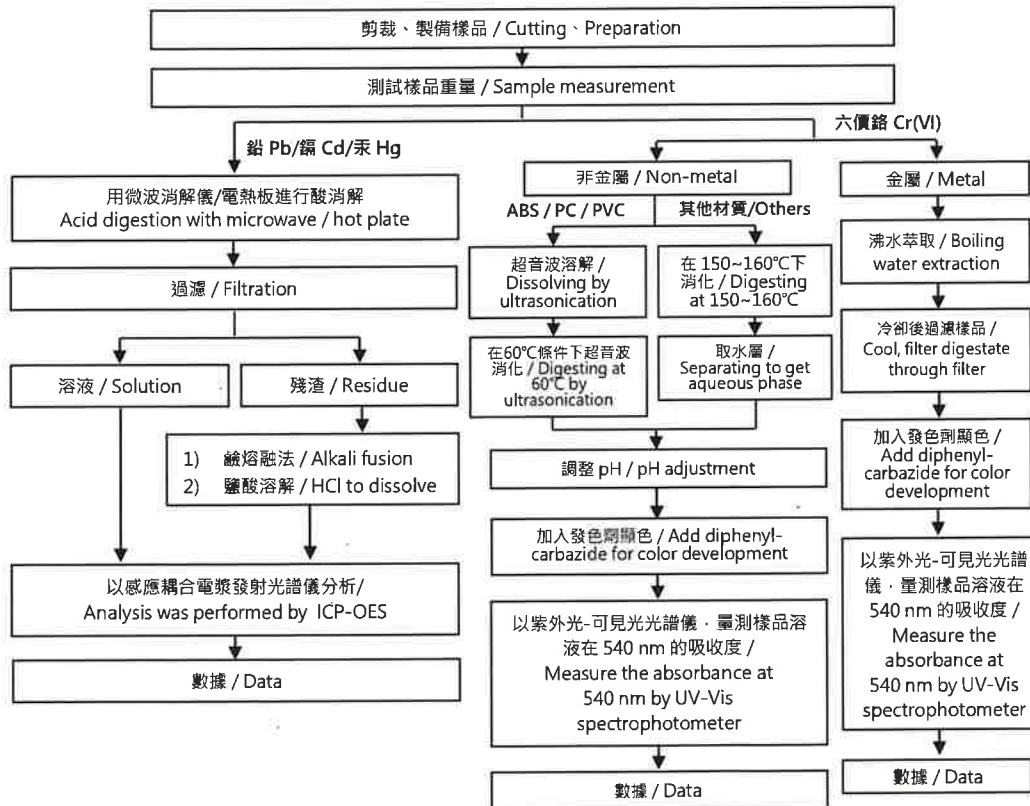 剪裁、製備樣品 / Cutting、Preparation
測試樣品重量 / Sample measurement
鉛 Pb/鎘 Cd/汞 Hg
六價鉻 Cr(VI)
用微波消解儀/電熱板進行酸消解
Acid digestion with microwave / hot plate
過濾 / Filtration
溶液 / Solution
殘渣 / Residue
1) 鹼熔融法 / Alkali fusion
2) 鹽酸溶解 / HCl to dissolve
以感應耦合電漿發射光譜儀分析/
Analysis was performed by ICP-OES
數據 / Data
非金屬 / Non-metal
ABS / PC / PVC
其他材質/Others
超音波溶解 /
Dissolving by
ultrasonication
在 150~160℃下
消化 / Digesting
at 150~160℃
在60℃條件下超音波
消化 / Digesting at
60℃ by
ultrasonication
取水層 /
Separating to get
aqueous phase
調整 pH / pH adjustment
加入發色劑顯色 / Add diphenyl-
carbazide for color development
以紫外光-可見光光譜儀，量測樣品溶
液在 540 nm 的吸收度 /
Measure the absorbance at
540 nm by UV-Vis
spectrophotometer
數據 / Data
金屬 / Metal
沸水萃取 / Boiling
water extraction
冷卻後過濾樣品 /
Cool, filter digestate
through filter
加入發色劑顯色 /
Add diphenyl-
carbazide for color
development
以紫外光-可見光光譜
儀，量測樣品溶液在
540 nm 的吸收度 /
Measure the
absorbance at
540 nm by UV-Vis
spectrophotometer
數據 / Data